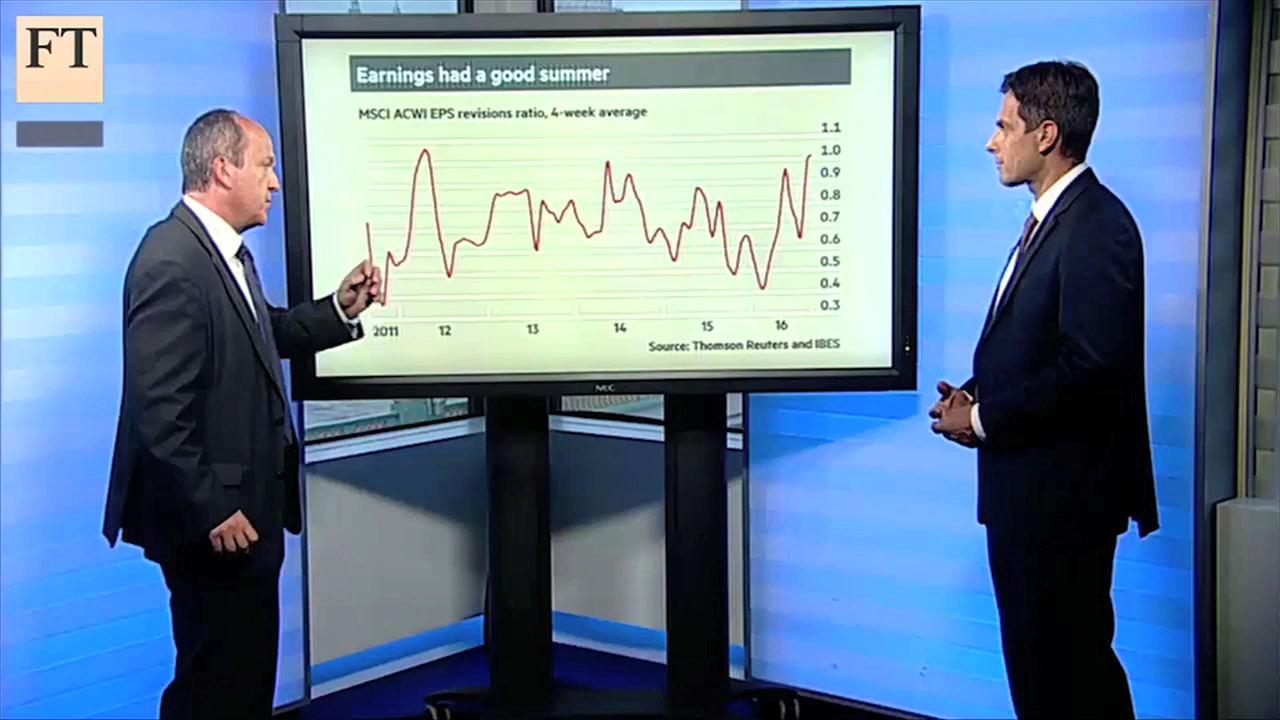 FT
Earnings had a good summer
MSCI ACWI EPS revisions ratio, 4-week average
1.1
1.0
0.9
0.8
0.7
0.6
0.5
0.4
0.3
2011 12 13 14 15 16
Source: Thomson Reuters and IBES
NEC